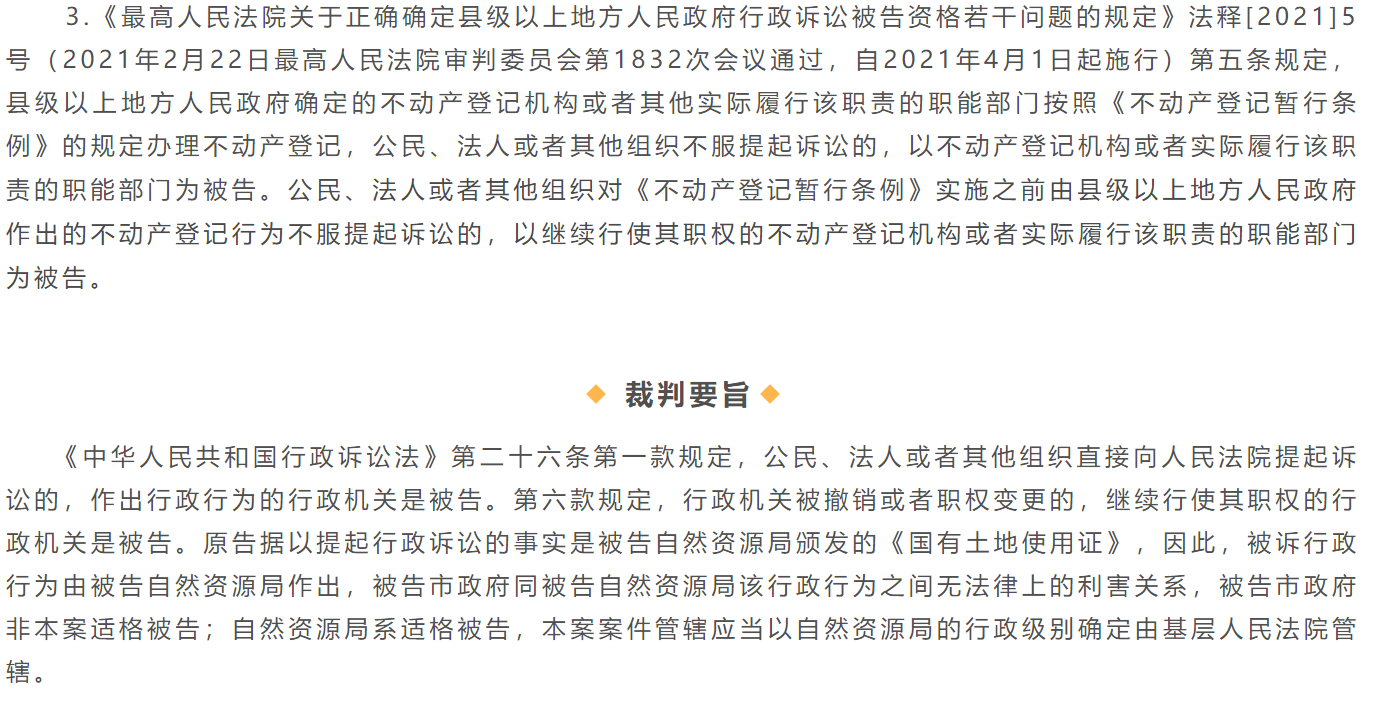 3.《最高人民法院关于正确确定县级以上地方人民政府行政诉讼被告资格若干问题的规定》法释[2021]5
号（2021年2月22日最高人民法院审判委员会第1832次会议通过，自2021年4月1日起施行）第五条规定，
县级以上地方人民政府确定的不动产登记机构或者其他实际履行该职责的职能部门按照《不动产登记暂行条
例》的规定办理不动产登记，公民、法人或者其他组织不服提起诉讼的，以不动产登记机构或者实际履行该职
责的职能部门为被告。公民、法人或者其他组织对《不动产登记暂行条例》实施之前由县级以上地方人民政府
作出的不动产登记行为不服提起诉讼的，以继续行使其职权的不动产登记机构或者实际履行该职责的职能部门
为被告。
裁判要旨
《中华人民共和国行政诉讼法》第二十六条第一款规定，公民、法人或者其他组织直接向人民法院提起诉
讼的，作出行政行为的行政机关是被告。第六款规定，行政机关被撤销或者职权变更的，继续行使其职权的行
政机关是被告。原告据以提起行政诉讼的事实是被告自然资源局颁发的《国有土地使用证》，因此，被诉行政
行为由被告自然资源局作出，被告市政府同被告自然资源局该行政行为之间无法律上的利害关系，被告市政府
非本案适格被告；自然资源局系适格被告，本案案件管辖应当以自然资源局的行政级别确定由基层人民法院管
辖。